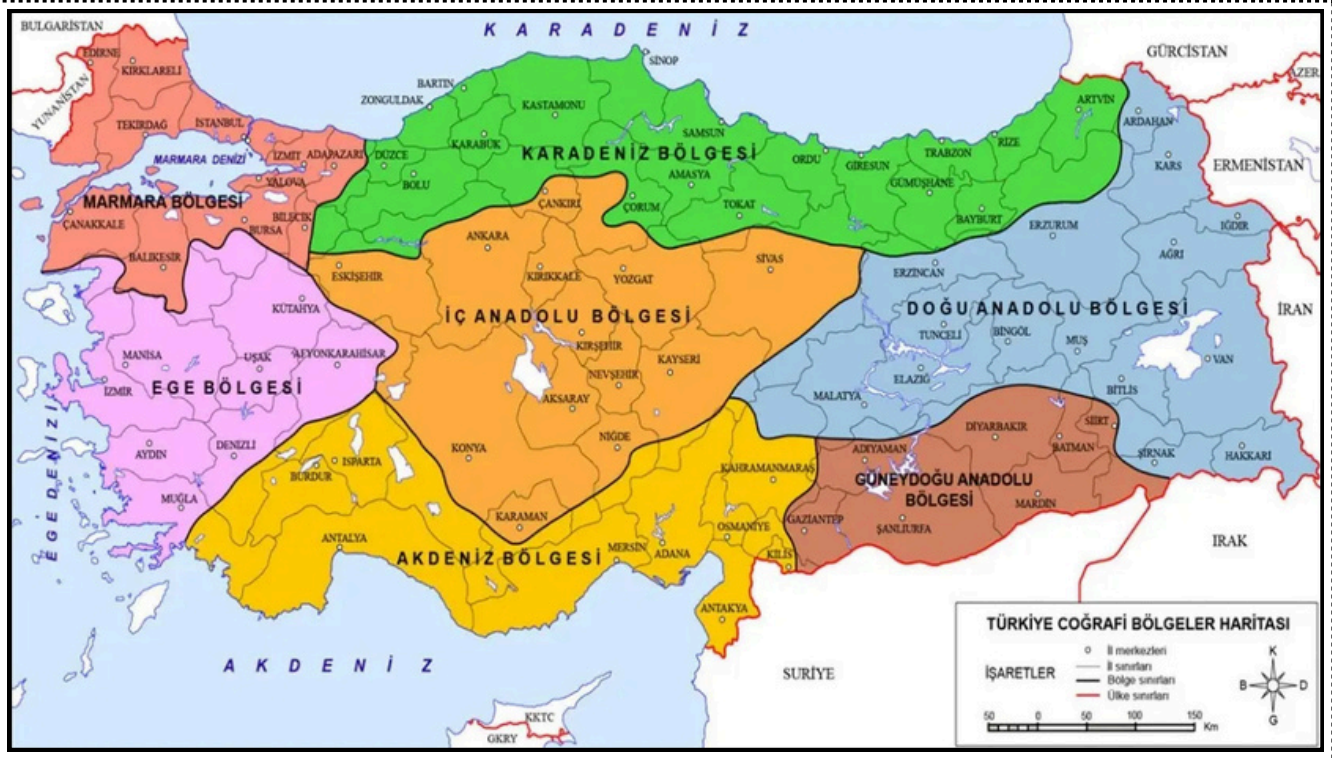 KARADENİZ
BULGARİSTAN
YUNANİSTAN
GÜRCİSTAN
AZER
ERMENİSTAN
İRAN
EDİRNE
KIRKLARELİ
TEKİRDAĞ
İSTANBUL
MARMARA DENİZİ
İZMİT
ADAPAZARI
YALOVA
MARMARA BÖLGESİ
ÇANAKKALE
BİLECİK
BURSA
BALIKESİR
SİNOP
BARTIN
ZONGULDAK
KASTAMONU
KARABÜK
SAMSUN
DÜZCE
BOLU
KARADENİZ BÖLGESİ
ORDU
GİRESUN
TRABZON
RİZE
ARTVİN
AMASYA
GÜMÜŞHANE
ÇORUM
TOKAT
BAYBURT
ÇANKIRI
ANKARA
ESKİŞEHİR
KIRIKKALE
YOZGAT
SİVAS
İÇ ANADOLU BÖLGESİ
KIRŞEHİR
KAYSERİ
NEVŞEHİR
AKSARAY
NİĞDE
KONYA
KARAMAN
ARDAHAN
KARS
IĞDIR
ERZURUM
AĞRI
ERZİNCAN
DOĞU ANADOLU BÖLGESİ
TUNCELİ
BİNGÖL
MUŞ
VAN
ELAZIĞ
BİTLİS
MALATYA
ŞIRNAK
HAKKARİ
KÜTAHYA
MANİSA
UŞAK
AFYONKARAHİSAR
İZMİR
EGE BÖLGESİ
AYDIN
DENİZLİ
MUĞLA
EGE DENİZİ
BURDUR
ISPARTA
ANTALYA
AKDENİZ BÖLGESİ
MERSİN
ADANA
OSMANİYE
KAHRAMANMARAŞ
KİLİS
ANTAKYA
DİYARBAKIR
SİİRT
BATMAN
ADIYAMAN
GÜNEYDOĞU ANADOLU
BÖLGESİ
MARDİN
GAZİANTEP
ŞANLIURFA
IRAK
SURİYE
AKDENİZ
KKTC
GKRY
TÜRKİYE COĞRAFİ BÖLGELER HARİTASI
İŞARETLER
İl merkezleri
İl sınırları
Bölge sınırları
Ülke sınırları
K
B
D
G
50 0 50 100 150
Km